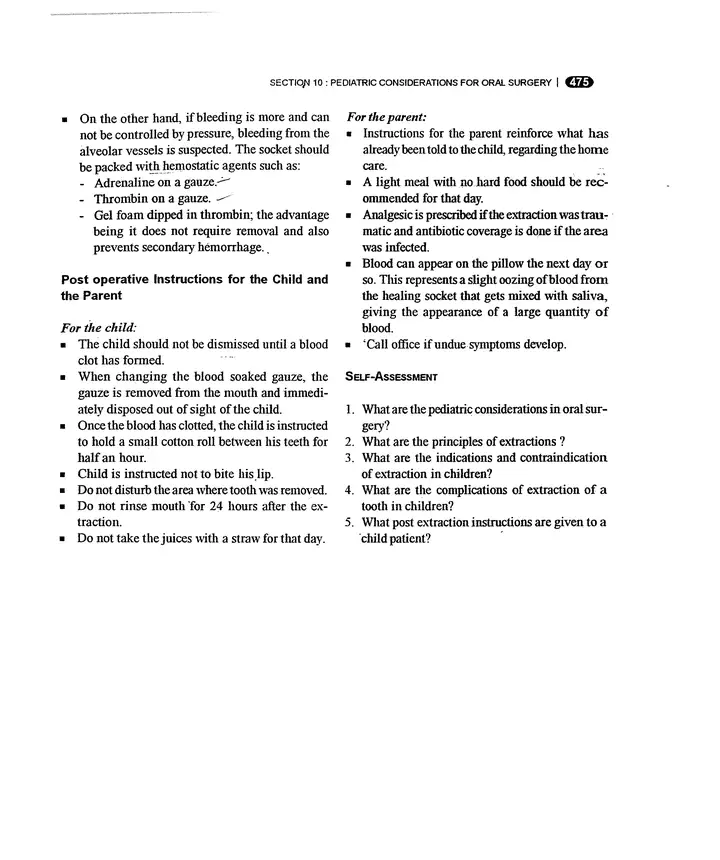 SECTION 10 : PEDIATRIC CONSIDERATIONS FOR ORAL SURGERY | 475
▪ On the other hand, if bleeding is more and can
not be controlled by pressure, bleeding from the
alveolar vessels is suspected. The socket should
be packed with hemostatic agents such as:
- Adrenaline on a gauze.
- Thrombin on a gauze.
- Gel foam dipped in thrombin; the advantage
being it does not require removal and also
prevents secondary hemorrhage.
Post operative Instructions for the Child and
the Parent
For the child:
▪ The child should not be dismissed until a blood
clot has formed.
▪ When changing the blood soaked gauze, the
gauze is removed from the mouth and immedi-
ately disposed out of sight of the child.
▪ Once the blood has clotted, the child is instructed
to hold a small cotton roll between his teeth for
half an hour.
▪ Child is instructed not to bite his lip.
▪ Do not disturb the area where tooth was removed.
▪ Do not rinse mouth for 24 hours after the ex-
traction.
▪ Do not take the juices with a straw for that day.
For the parent:
▪ Instructions for the parent reinforce what has
already been told to the child, regarding the home
care.
▪ A light meal with no hard food should be rec-
ommended for that day.
▪ Analgesic is prescribed if the extraction was trau-
matic and antibiotic coverage is done if the area
was infected.
▪ Blood can appear on the pillow the next day or
so. This represents a slight oozing of blood from
the healing socket that gets mixed with saliva,
giving the appearance of a large quantity of
blood.
▪ Call office if undue symptoms develop.
SELF-ASSESSMENT
1. What are the pediatric considerations in oral sur-
gery?
2. What are the principles of extractions ?
3. What are the indications and contraindication
of extraction in children?
4. What are the complications of extraction of a
tooth in children?
5. What post extraction instructions are given to a
child patient?